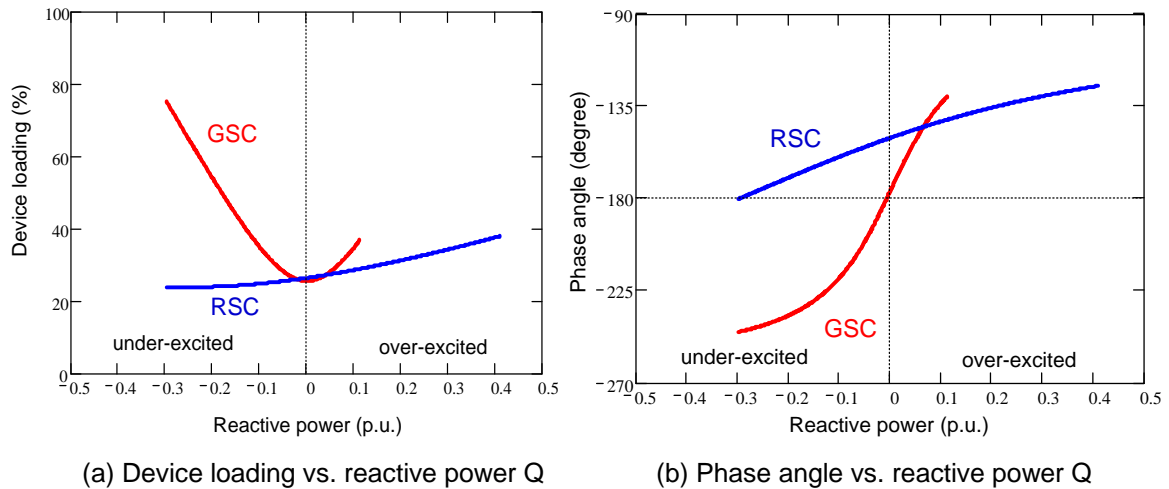 100
80
60
40
20
0
Device loading (%)
GSC
RSC
under-excited
over-excited
−0.5 −0.4 −0.3 −0.2 −0.1 0 0.1 0.2 0.3 0.4 0.5
Reactive power (p.u.)
(a) Device loading vs. reactive power Q
−90
−135
−180
−225
−270
Phase angle (degree)
RSC
GSC
under-excited
over-excited
−0.5 −0.4 −0.3 −0.2 −0.1 0 0.1 0.2 0.3 0.4 0.5
Reactive power (p.u.)
(b) Phase angle vs. reactive power Q